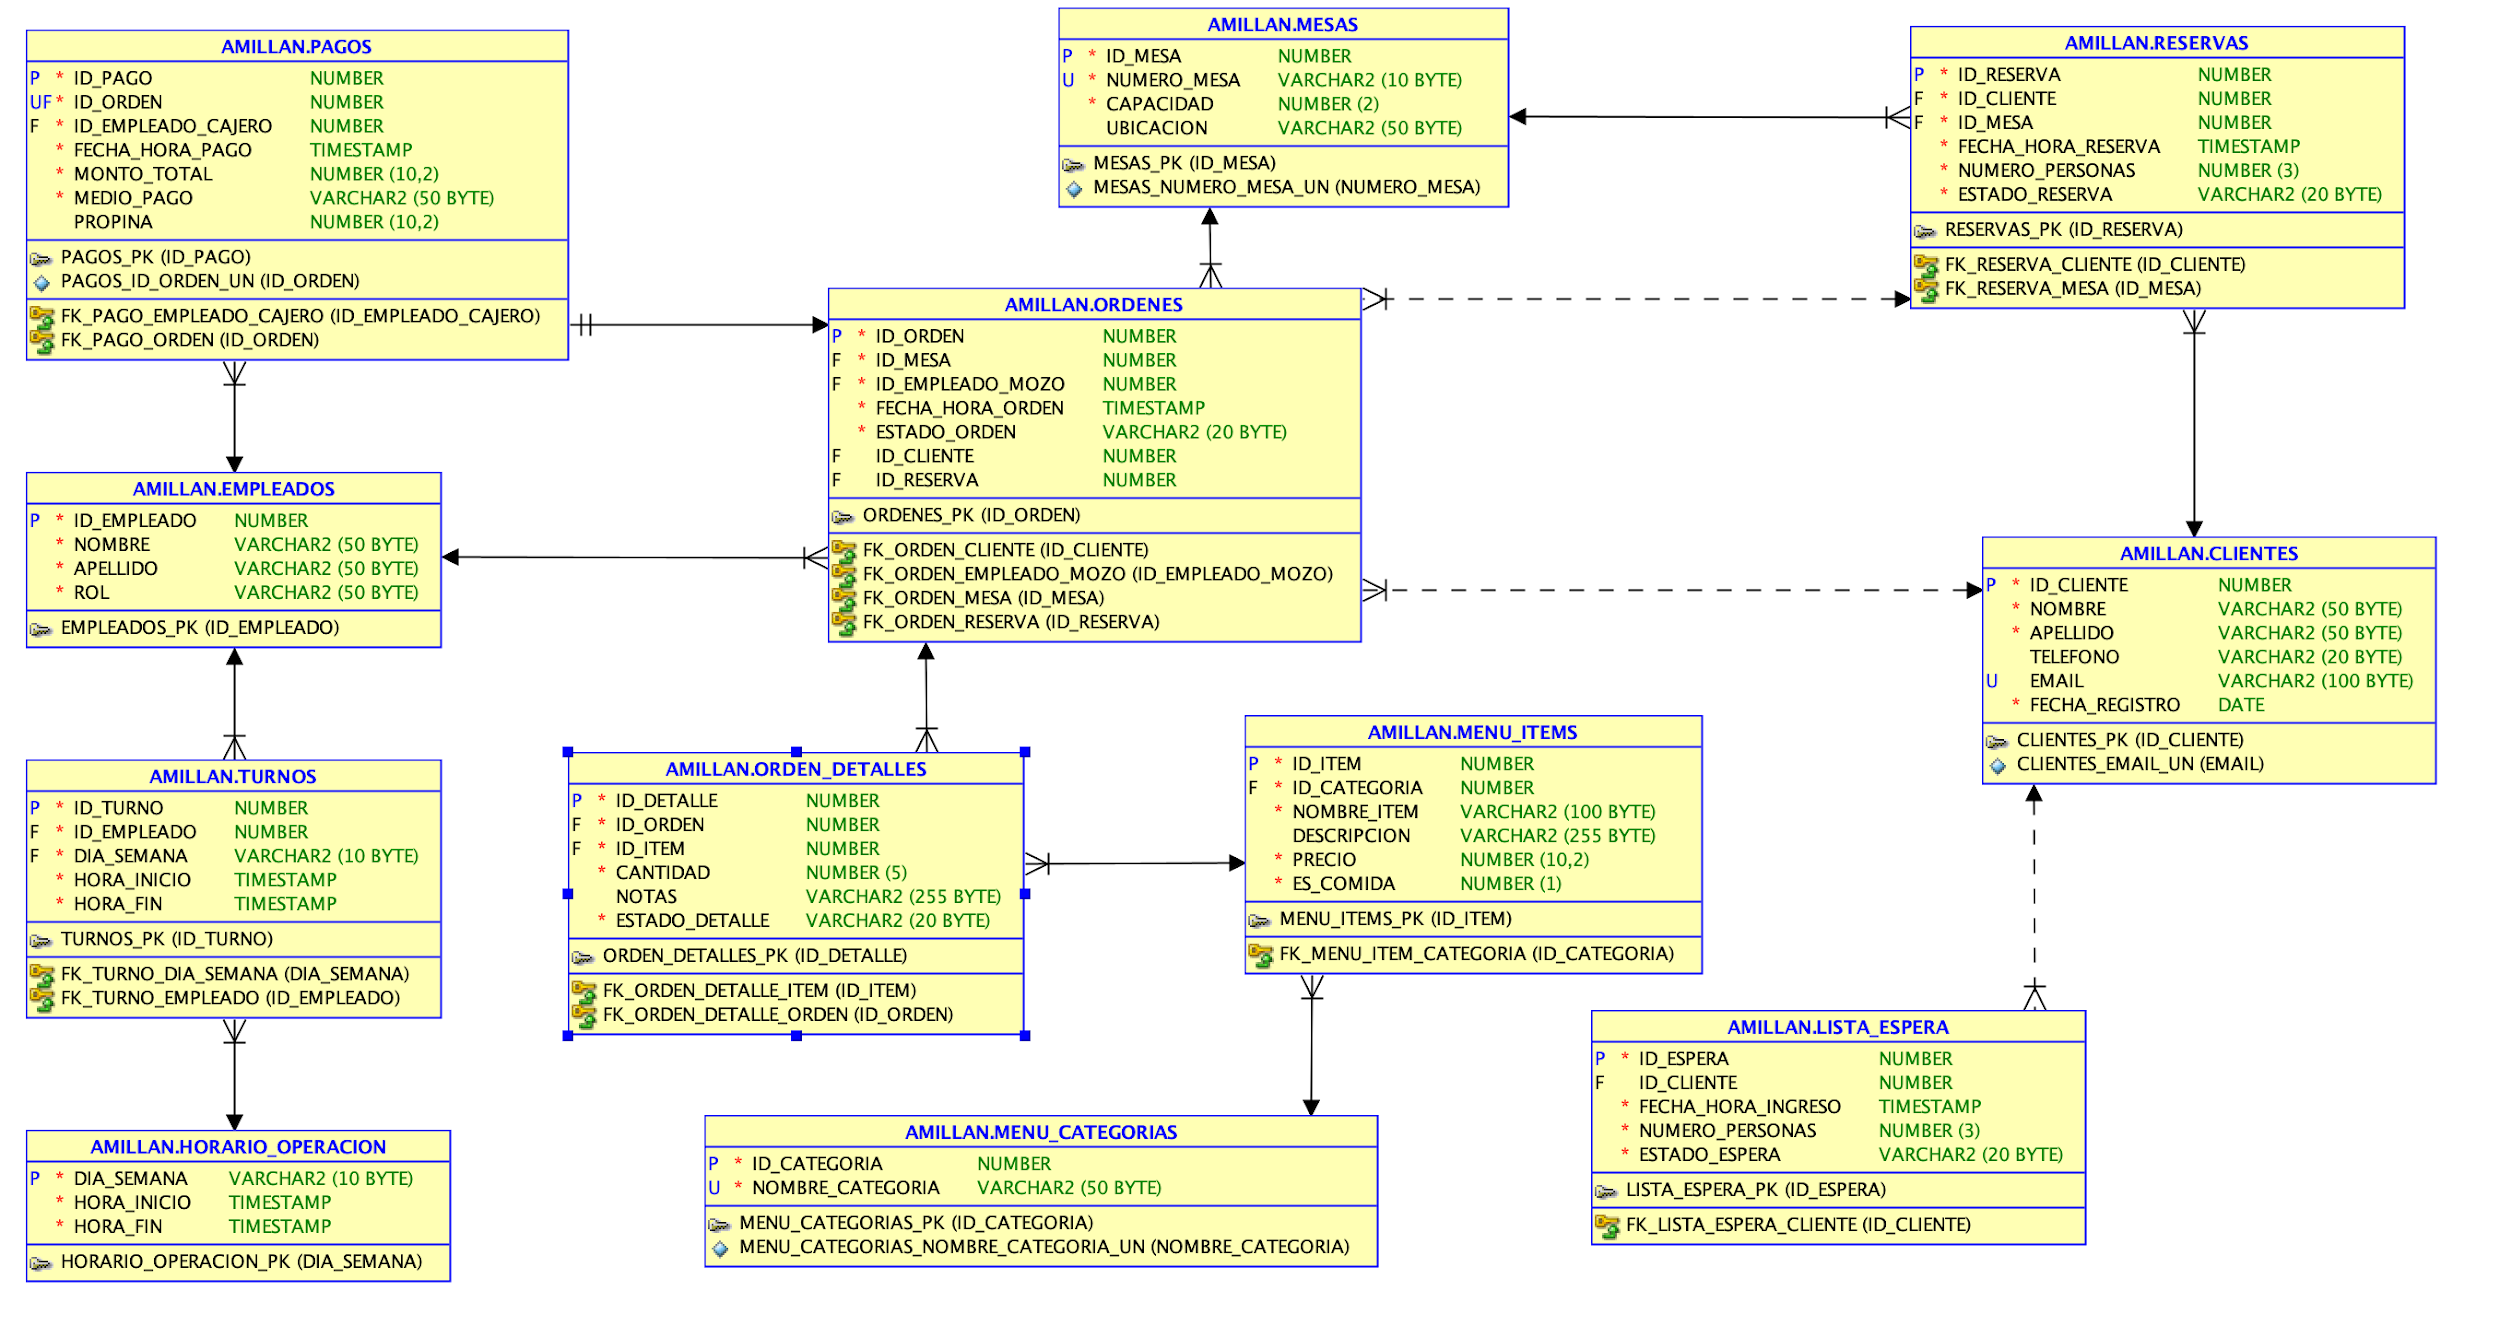 AMILLAN.PAGOS
P * ID_PAGO NUMBER
UF * ID_ORDEN NUMBER
F * ID_EMPLEADO_CAJERO NUMBER
* FECHA_HORA_PAGO TIMESTAMP
* MONTO_TOTAL NUMBER (10,2)
* MEDIO_PAGO VARCHAR2 (50 BYTE)
PROPINA NUMBER (10,2)
PAGOS_PK (ID_PAGO)
PAGOS_ID_ORDEN_UN (ID_ORDEN)
FK_PAGO_EMPLEADO_CAJERO (ID_EMPLEADO_CAJERO)
FK_PAGO_ORDEN (ID_ORDEN)
AMILLAN.MESAS
P * ID_MESA NUMBER
U * NUMERO_MESA VARCHAR2 (10 BYTE)
* CAPACIDAD NUMBER (2)
UBICACION VARCHAR2 (50 BYTE)
MESAS_PK (ID_MESA)
MESAS_NUMERO_MESA_UN (NUMERO_MESA)
AMILLAN.RESERVAS
P * ID_RESERVA NUMBER
F * ID_CLIENTE NUMBER
F * ID_MESA NUMBER
* FECHA_HORA_RESERVA TIMESTAMP
* NUMERO_PERSONAS NUMBER (3)
* ESTADO_RESERVA VARCHAR2 (20 BYTE)
RESERVAS_PK (ID_RESERVA)
FK_RESERVA_CLIENTE (ID_CLIENTE)
FK_RESERVA_MESA (ID_MESA)
AMILLAN.ORDENES
P * ID_ORDEN NUMBER
F * ID_MESA NUMBER
F * ID_EMPLEADO_MOZO NUMBER
* FECHA_HORA_ORDEN TIMESTAMP
* ESTADO_ORDEN VARCHAR2 (20 BYTE)
F ID_CLIENTE NUMBER
F ID_RESERVA NUMBER
ORDENES_PK (ID_ORDEN)
FK_ORDEN_CLIENTE (ID_CLIENTE)
FK_ORDEN_EMPLEADO_MOZO (ID_EMPLEADO_MOZO)
FK_ORDEN_MESA (ID_MESA)
FK_ORDEN_RESERVA (ID_RESERVA)
AMILLAN.EMPLEADOS
P * ID_EMPLEADO NUMBER
* NOMBRE VARCHAR2 (50 BYTE)
* APELLIDO VARCHAR2 (50 BYTE)
* ROL VARCHAR2 (50 BYTE)
EMPLEADOS_PK (ID_EMPLEADO)
AMILLAN.CLIENTES
P * ID_CLIENTE NUMBER
* NOMBRE VARCHAR2 (50 BYTE)
* APELLIDO VARCHAR2 (50 BYTE)
TELEFONO VARCHAR2 (20 BYTE)
U EMAIL VARCHAR2 (100 BYTE)
* FECHA_REGISTRO DATE
CLIENTES_PK (ID_CLIENTE)
CLIENTES_EMAIL_UN (EMAIL)
AMILLAN.TURNOS
P * ID_TURNO NUMBER
F * ID_EMPLEADO NUMBER
F * DIA_SEMANA VARCHAR2 (10 BYTE)
* HORA_INICIO TIMESTAMP
* HORA_FIN TIMESTAMP
TURNOS_PK (ID_TURNO)
FK_TURNO_DIA_SEMANA (DIA_SEMANA)
FK_TURNO_EMPLEADO (ID_EMPLEADO)
AMILLAN.ORDEN_DETALLES
P * ID_DETALLE NUMBER
F * ID_ORDEN NUMBER
F * ID_ITEM NUMBER
* CANTIDAD NUMBER (5)
NOTAS VARCHAR2 (255 BYTE)
* ESTADO_DETALLE VARCHAR2 (20 BYTE)
ORDEN_DETALLES_PK (ID_DETALLE)
FK_ORDEN_DETALLE_ITEM (ID_ITEM)
FK_ORDEN_DETALLE_ORDEN (ID_ORDEN)
AMILLAN.MENU_ITEMS
P * ID_ITEM NUMBER
F * ID_CATEGORIA NUMBER
* NOMBRE_ITEM VARCHAR2 (100 BYTE)
DESCRIPCION VARCHAR2 (255 BYTE)
* PRECIO NUMBER (10,2)
* ES_COMIDA NUMBER (1)
MENU_ITEMS_PK (ID_ITEM)
FK_MENU_ITEM_CATEGORIA (ID_CATEGORIA)
AMILLAN.LISTA_ESPERA
P * ID_ESPERA NUMBER
F ID_CLIENTE NUMBER
* FECHA_HORA_INGRESO TIMESTAMP
* NUMERO_PERSONAS NUMBER (3)
* ESTADO_ESPERA VARCHAR2 (20 BYTE)
LISTA_ESPERA_PK (ID_ESPERA)
FK_LISTA_ESPERA_CLIENTE (ID_CLIENTE)
AMILLAN.HORARIO_OPERACION
P * DIA_SEMANA VARCHAR2 (10 BYTE)
* HORA_INICIO TIMESTAMP
* HORA_FIN TIMESTAMP
HORARIO_OPERACION_PK (DIA_SEMANA)
AMILLAN.MENU_CATEGORIAS
P * ID_CATEGORIA NUMBER
U * NOMBRE_CATEGORIA VARCHAR2 (50 BYTE)
MENU_CATEGORIAS_PK (ID_CATEGORIA)
MENU_CATEGORIAS_NOMBRE_CATEGORIA_UN (NOMBRE_CATEGORIA)